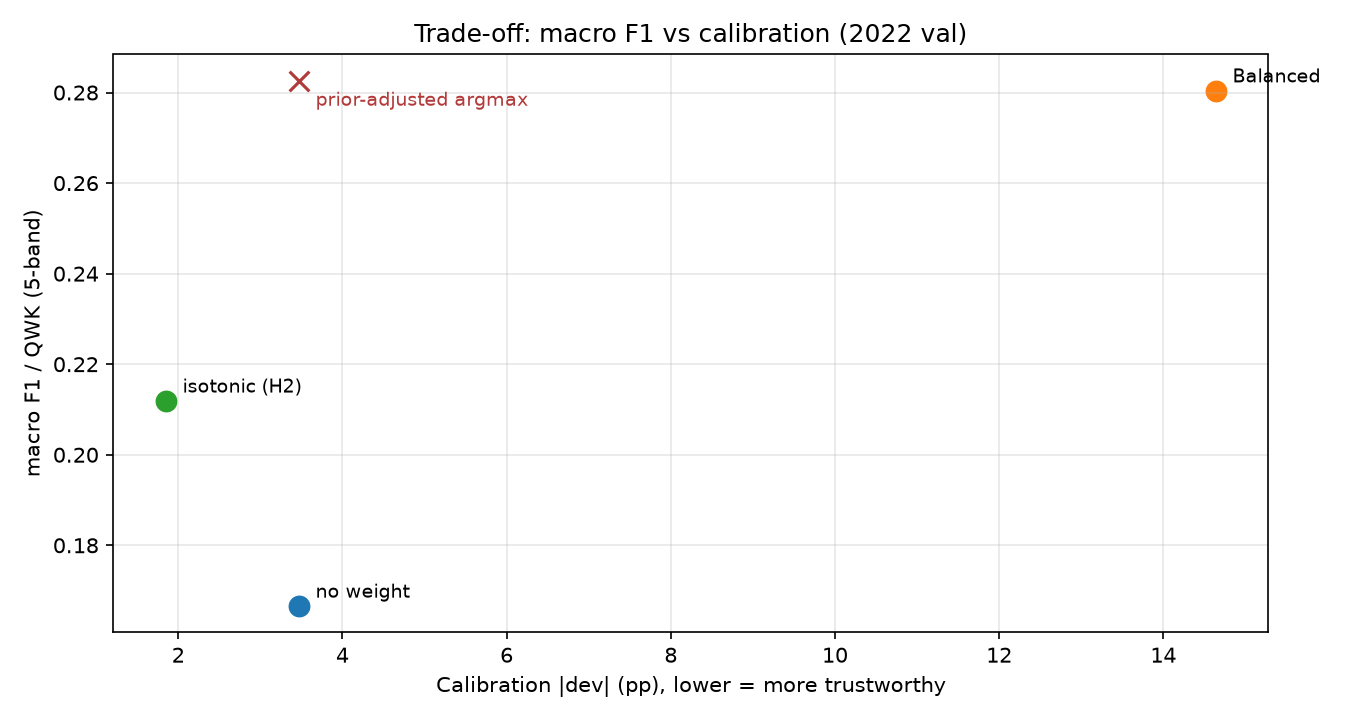 Trade-off: macro F1 vs calibration (2022 val)
macro F1 / QWK (5-band)
0.28
0.26
0.24
0.22
0.20
0.18
prior-adjusted argmax
Balanced
isotonic (H2)
no weight
2 4 6 8 10 12 14
Calibration |dev| (pp), lower = more trustworthy